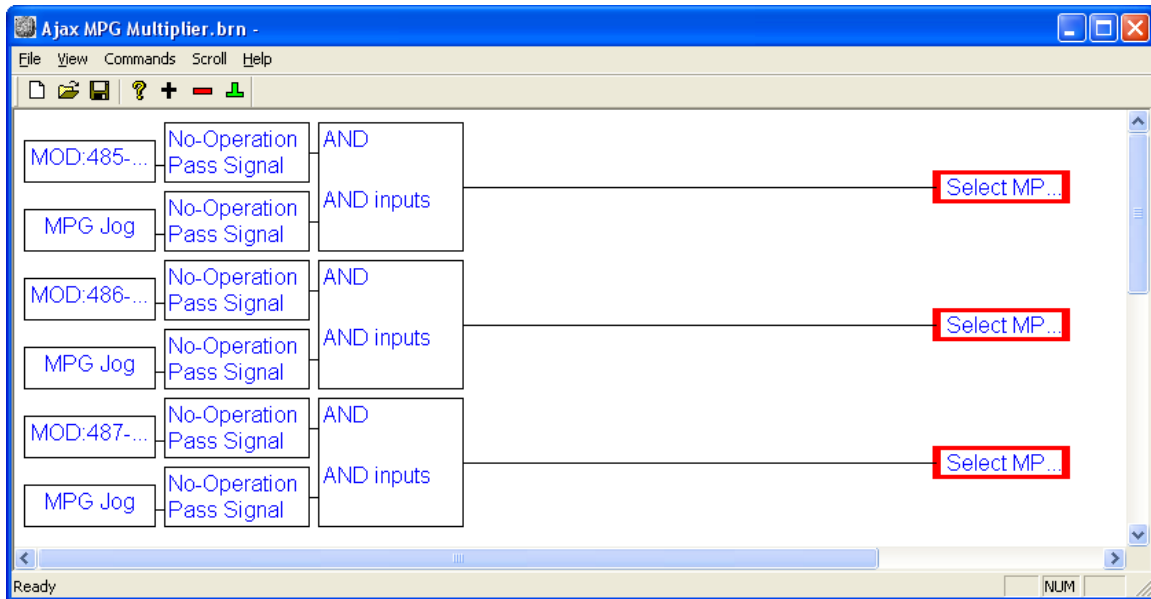 Ajax MPG Multiplier.brn -
File View Commands Scroll Help
MOD:485-...
No-Operation
Pass Signal
AND
AND inputs
MPG Jog
No-Operation
Pass Signal
Select MP...
MOD:486-...
No-Operation
Pass Signal
AND
AND inputs
MPG Jog
No-Operation
Pass Signal
Select MP...
MOD:487-...
No-Operation
Pass Signal
AND
AND inputs
MPG Jog
No-Operation
Pass Signal
Select MP...
Ready
NUM